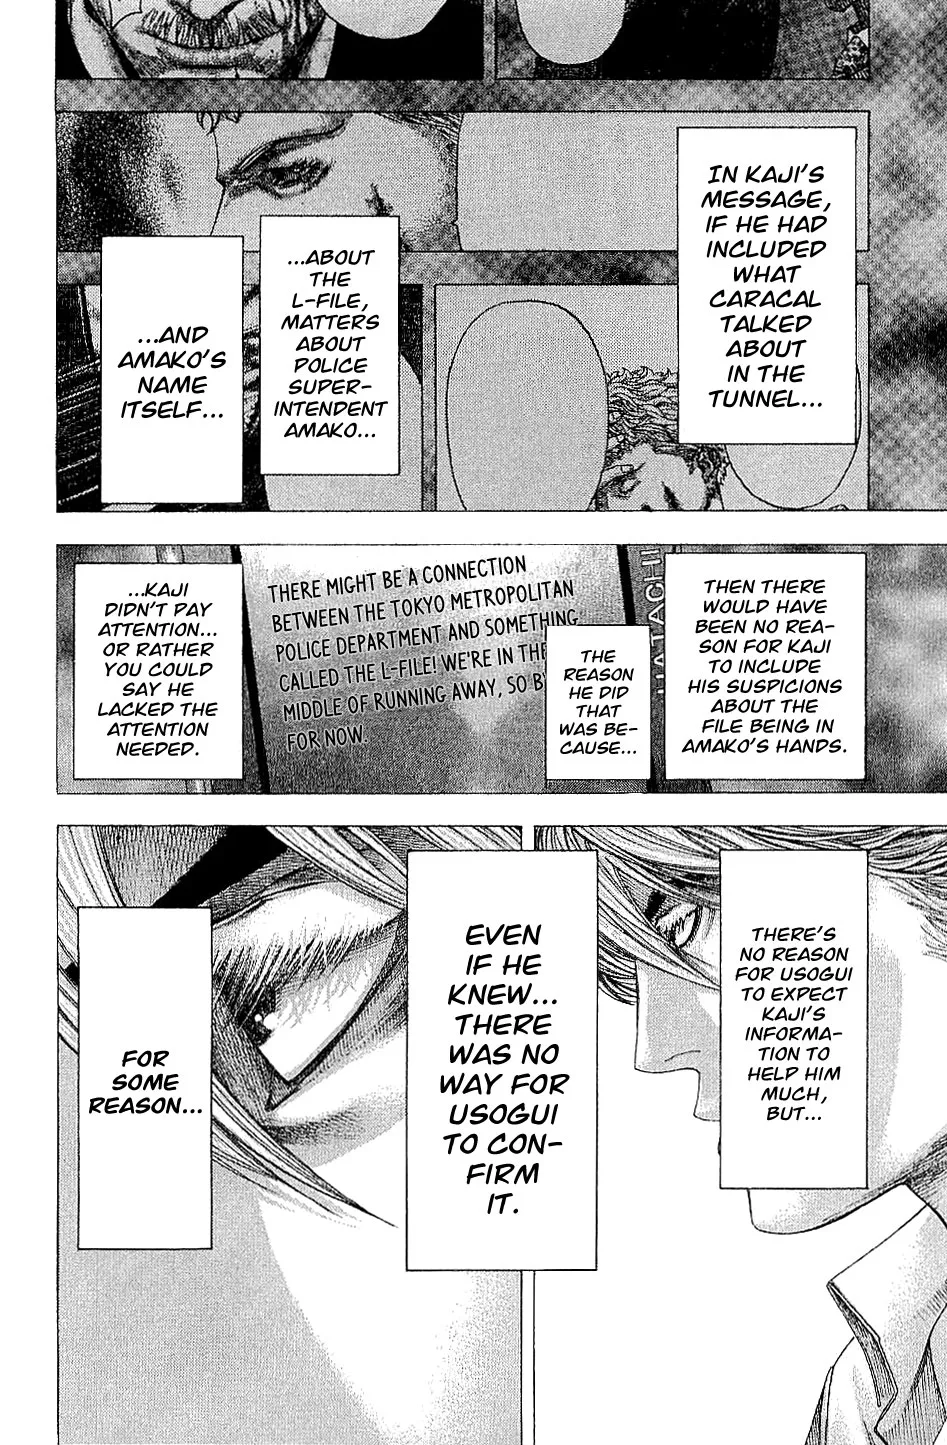 IN KAJI'S
MESSAGE,
IF HE HAD
INCLUDED
WHAT
CARACAL
TALKED
ABOUT
IN THE
TUNNEL...
...ABOUT
THE
L-FILE,
MATTERS
ABOUT
POLICE
SUPER-
INTENDENT
AMAKO...
...AND
AMAKO'S
NAME
ITSELF...
THEN THERE
WOULD HAVE
BEEN NO REA-
SON FOR KAJI
TO INCLUDE
HIS SUSPICIONS
ABOUT THE
FILE BEING IN
AMAKO'S HANDS.
HATACHI
THE
REASON
HE DID
THAT
WAS BE-
CAUSE...
THERE MIGHT BE A CONNECTION
BETWEEN THE TOKYO METROPOLITAN
POLICE DEPARTMENT AND SOMETHING
CALLED THE L-FILE! WE'RE IN THE
MIDDLE OF RUNNING AWAY, SO
FOR NOW.
...KAJI
DIDN'T PAY
ATTENTION...
OR RATHER
YOU COULD
SAY HE
LACKED THE
ATTENTION
NEEDED.
THERE'S
NO REASON
FOR USOGUI
TO EXPECT
KAJI'S
INFORMA-
TION TO
HELP HIM
MUCH,
BUT...
EVEN
IF HE
KNEW...
THERE
WAS NO
WAY FOR
USOGUI
TO CON-
FIRM
IT.
FOR
SOME
REASON...